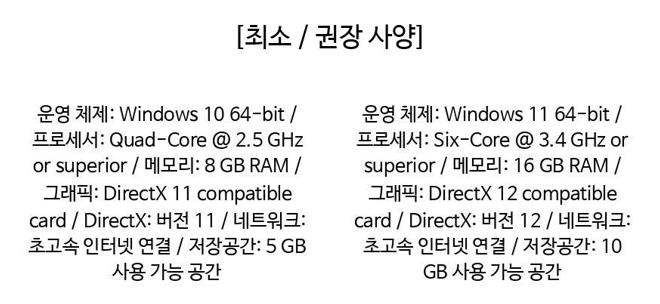 [최소 / 권장 사양]
운영 체제: Windows 10 64-bit /
프로세서: Quad-Core @ 2.5 GHz
or superior / 메모리: 8 GB RAM /
그래픽: DirectX 11 compatible
card / DirectX: 버전 11 / 네트워크:
초고속 인터넷 연결 / 저장공간: 5 GB
사용 가능 공간
운영 체제: Windows 11 64-bit /
프로세서: Six-Core @ 3.4 GHz or
superior / 메모리: 16 GB RAM /
그래픽: DirectX 12 compatible
card / DirectX: 버전 12 / 네트워크:
초고속 인터넷 연결 / 저장공간: 10
GB 사용 가능 공간